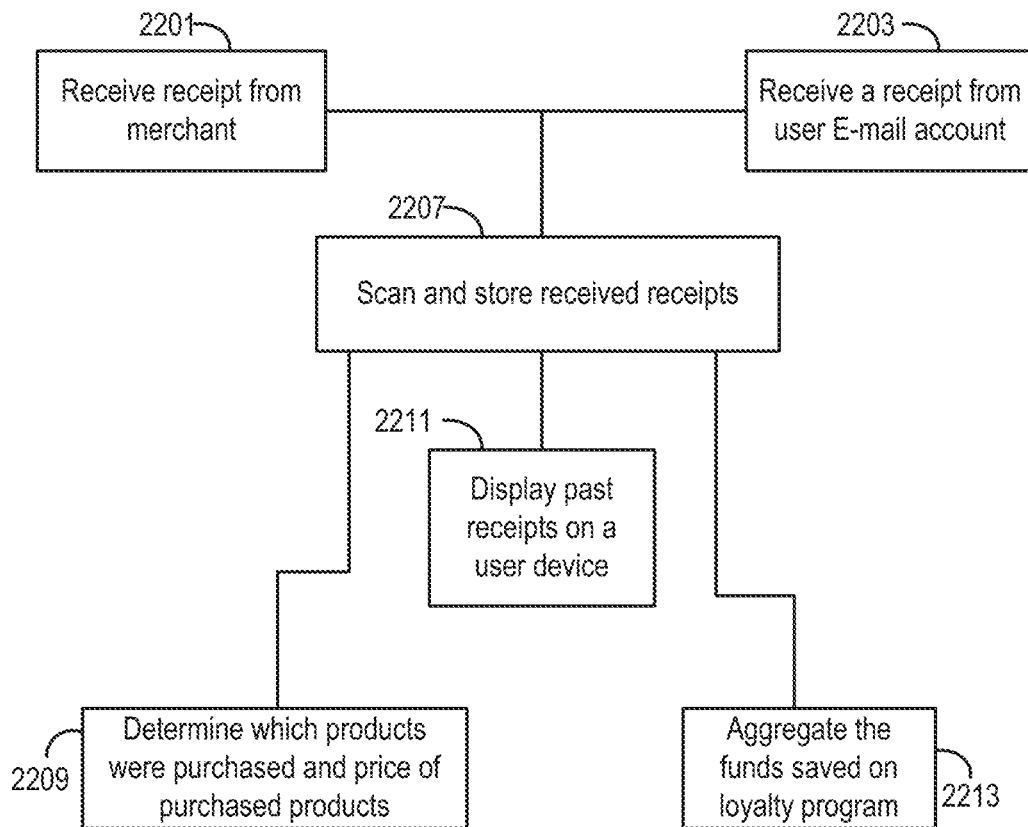 2201
Receive receipt from
merchant
2203
Receive a receipt from
user E-mail account
2207
Scan and store received receipts
2211
Display past
receipts on a
user device
2209
Determine which products
were purchased and price of
purchased products
Aggregate the
funds saved on
loyalty program
2213